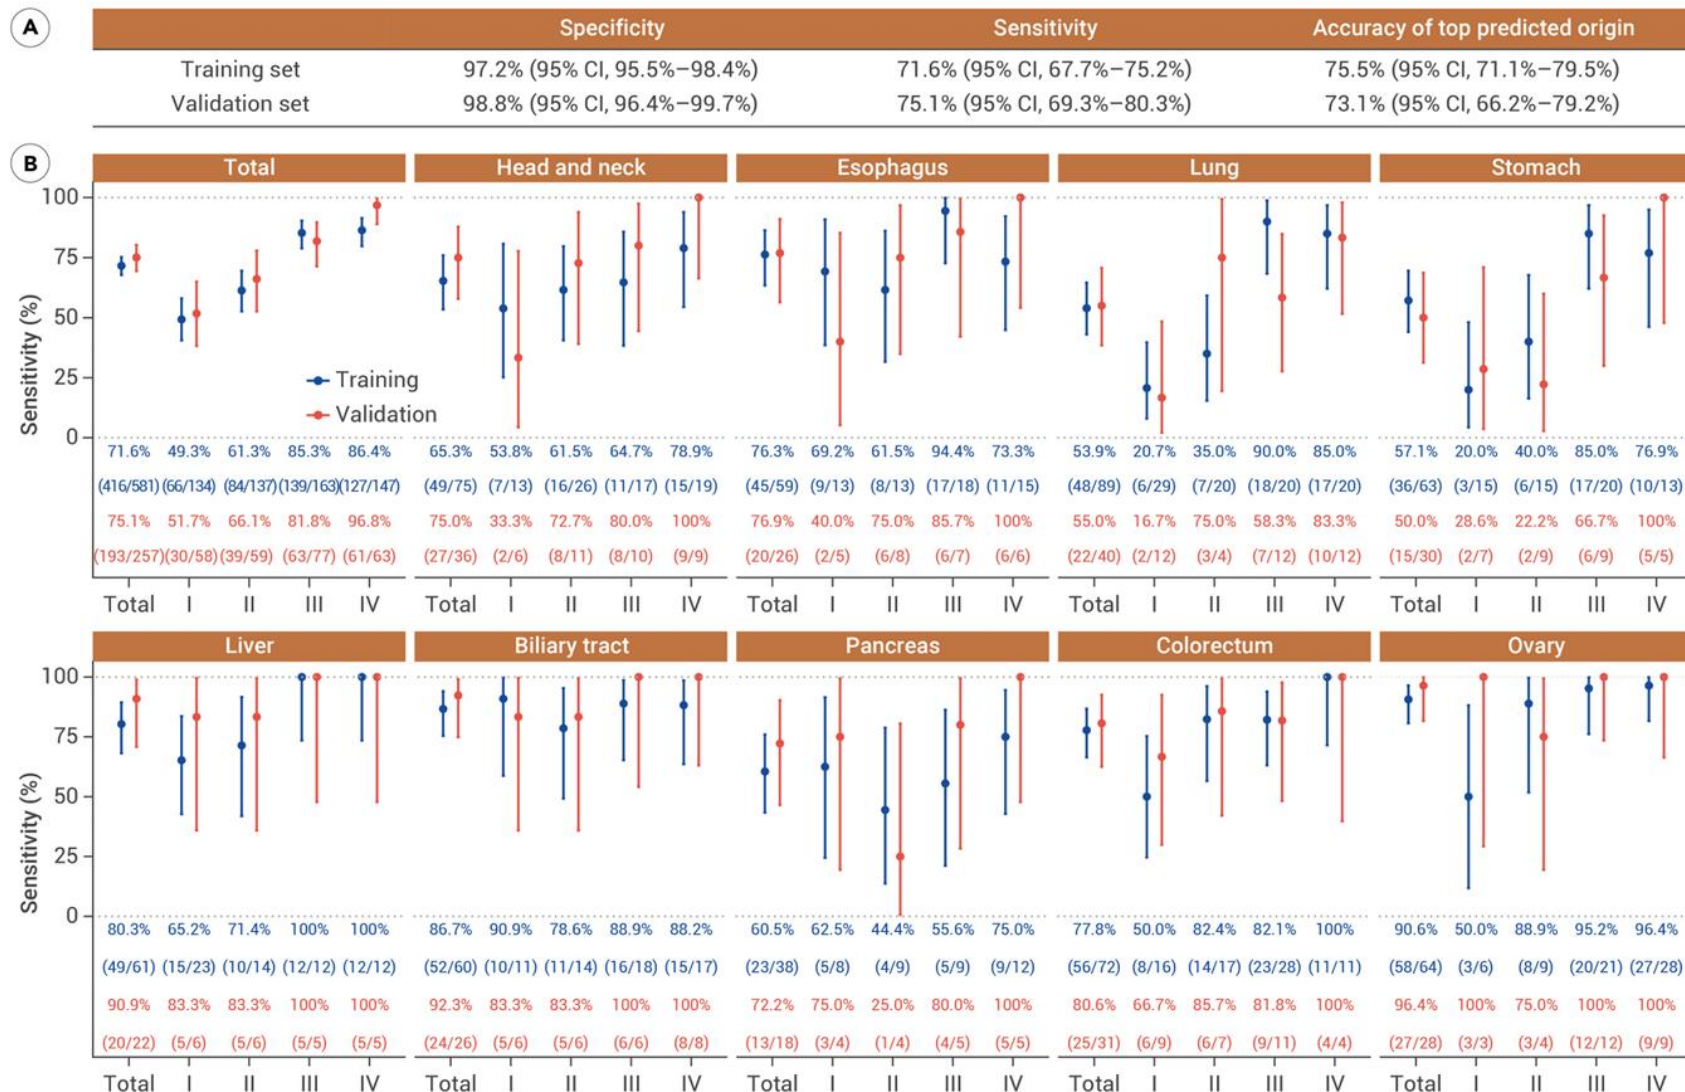 A
Specificity Sensitivity Accuracy of top predicted origin
Training set 97.2% (95% CI, 95.5%–98.4%) 71.6% (95% CI, 67.7%–75.2%) 75.5% (95% CI, 71.1%–79.5%)
Validation set 98.8% (95% CI, 96.4%–99.7%) 75.1% (95% CI, 69.3%–80.3%) 73.1% (95% CI, 66.2%–79.2%)
B
Total Head and neck Esophagus Lung Stomach
Sensitivity (%)
100
75
50
25
0
Training
Validation
71.6% 49.3% 61.3% 85.3% 86.4% 65.3% 53.8% 61.5% 64.7% 78.9% 76.3% 69.2% 61.5% 94.4% 73.3% 53.9% 20.7% 35.0% 90.0% 85.0% 57.1% 20.0% 40.0% 85.0% 76.9%
(416/581) (66/134) (84/137) (139/163) (127/147) (49/75) (7/13) (16/26) (11/17) (15/19) (45/59) (9/13) (8/13) (17/18) (11/15) (48/89) (6/29) (7/20) (18/20) (17/20) (36/63) (3/15) (6/15) (17/20) (10/13)
75.1% 51.7% 66.1% 81.8% 96.8% 75.0% 33.3% 72.7% 80.0% 100% 76.9% 40.0% 75.0% 85.7% 100% 55.0% 16.7% 75.0% 58.3% 83.3% 50.0% 28.6% 22.2% 66.7% 100%
(193/257) (30/58) (39/59) (63/77) (61/63) (27/36) (2/6) (8/11) (8/10) (9/9) (20/26) (2/5) (6/8) (6/7) (6/6) (22/40) (2/12) (3/4) (7/12) (10/12) (15/30) (2/7) (2/9) (6/9) (5/5)
Total I II III IV Total I II III IV Total I II III IV Total I II III IV Total I II III IV
Liver Biliary tract Pancreas Colorectum Ovary
Sensitivity (%)
100
75
50
25
0
80.3% 65.2% 71.4% 100% 100% 86.7% 90.9% 78.6% 88.9% 88.2% 60.5% 62.5% 44.4% 55.6% 75.0% 77.8% 50.0% 82.4% 82.1% 100% 90.6% 50.0% 88.9% 95.2% 96.4%
(49/61) (15/23) (10/14) (12/12) (12/12) (52/60) (10/11) (11/14) (16/18) (15/17) (23/38) (5/8) (4/9) (5/9) (9/12) (56/72) (8/16) (14/17) (23/28) (11/11) (58/64) (3/6) (8/9) (20/21) (27/28)
90.9% 83.3% 83.3% 100% 100% 92.3% 83.3% 83.3% 100% 100% 72.2% 75.0% 25.0% 80.0% 100% 80.6% 66.7% 85.7% 81.8% 100% 96.4% 100% 75.0% 100% 100%
(20/22) (5/6) (5/6) (5/5) (5/5) (24/26) (5/6) (5/6) (6/6) (8/8) (13/18) (3/4) (1/4) (4/5) (5/5) (25/31) (6/9) (6/7) (9/11) (4/4) (27/28) (3/3) (3/4) (12/12) (9/9)
Total I II III IV Total I II III IV Total I II III IV Total I II III IV Total I II III IV